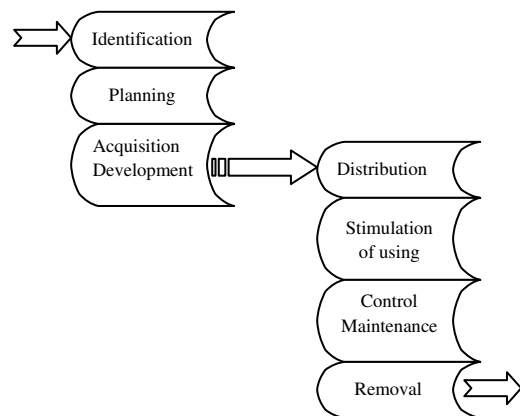 Identification
Planning
Acquisition
Development
Distribution
Stimulation
of using
Control
Maintenance
Removal